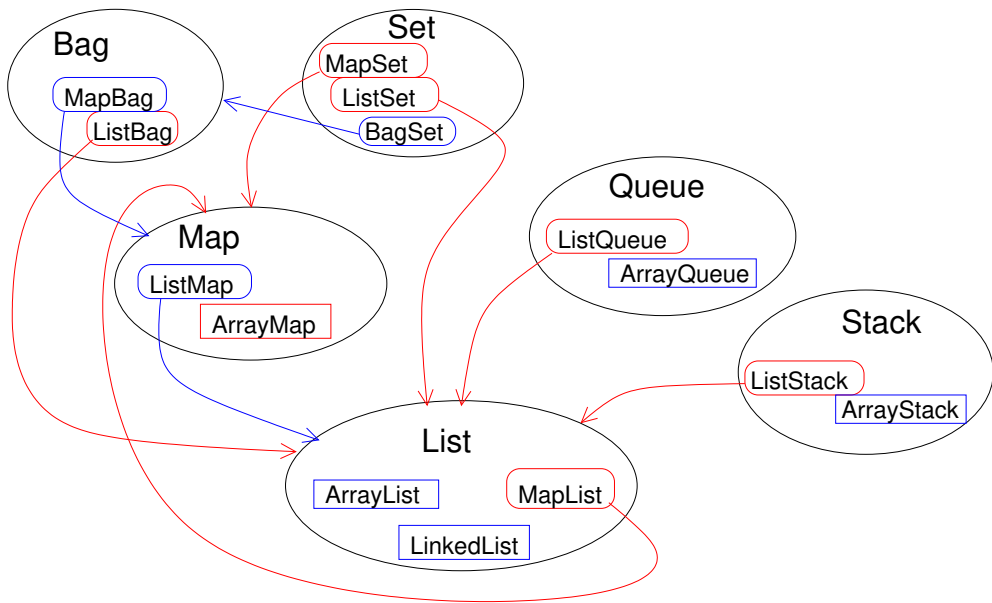 Bag
MapBag
ListBag
Set
MapSet
ListSet
BagSet
Queue
ListQueue
ArrayQueue
Map
ListMap
ArrayMap
Stack
ListStack
ArrayStack
List
ArrayList
MapList
LinkedList